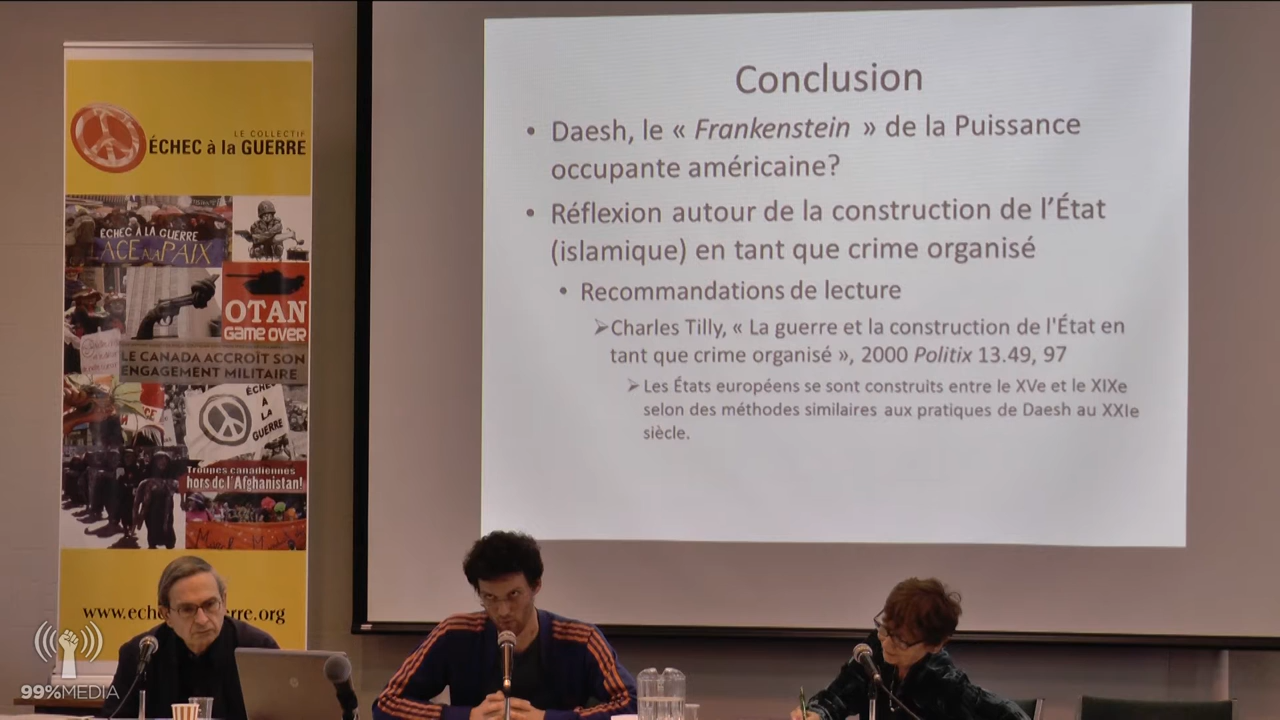 LE COLLECTIF
ÉCHEC à la GUERRE
ÉCHEC À LA GUERRE
PAIX
OTAN
GAME OVER
LE CANADA ACCROÎT SON
ENGAGEMENT MILITAIRE
ÉCHEC
À
LA
GUERRE
Troupes canadiennes
hors de l'Afghanistan!
99%MEDIA
Conclusion
• Daesh, le « Frankenstein » de la Puissance
occupante américaine?
• Réflexion autour de la construction de l'État
(islamique) en tant que crime organisé
• Recommandations de lecture
➢Charles Tilly, « La guerre et la construction de l'État en
tant que crime organisé », 2000 Politix 13.49, 97
➢ Les États européens se sont construits entre le XVe et le XIXe
selon des méthodes similaires aux pratiques de Daesh au XXIe
siècle.